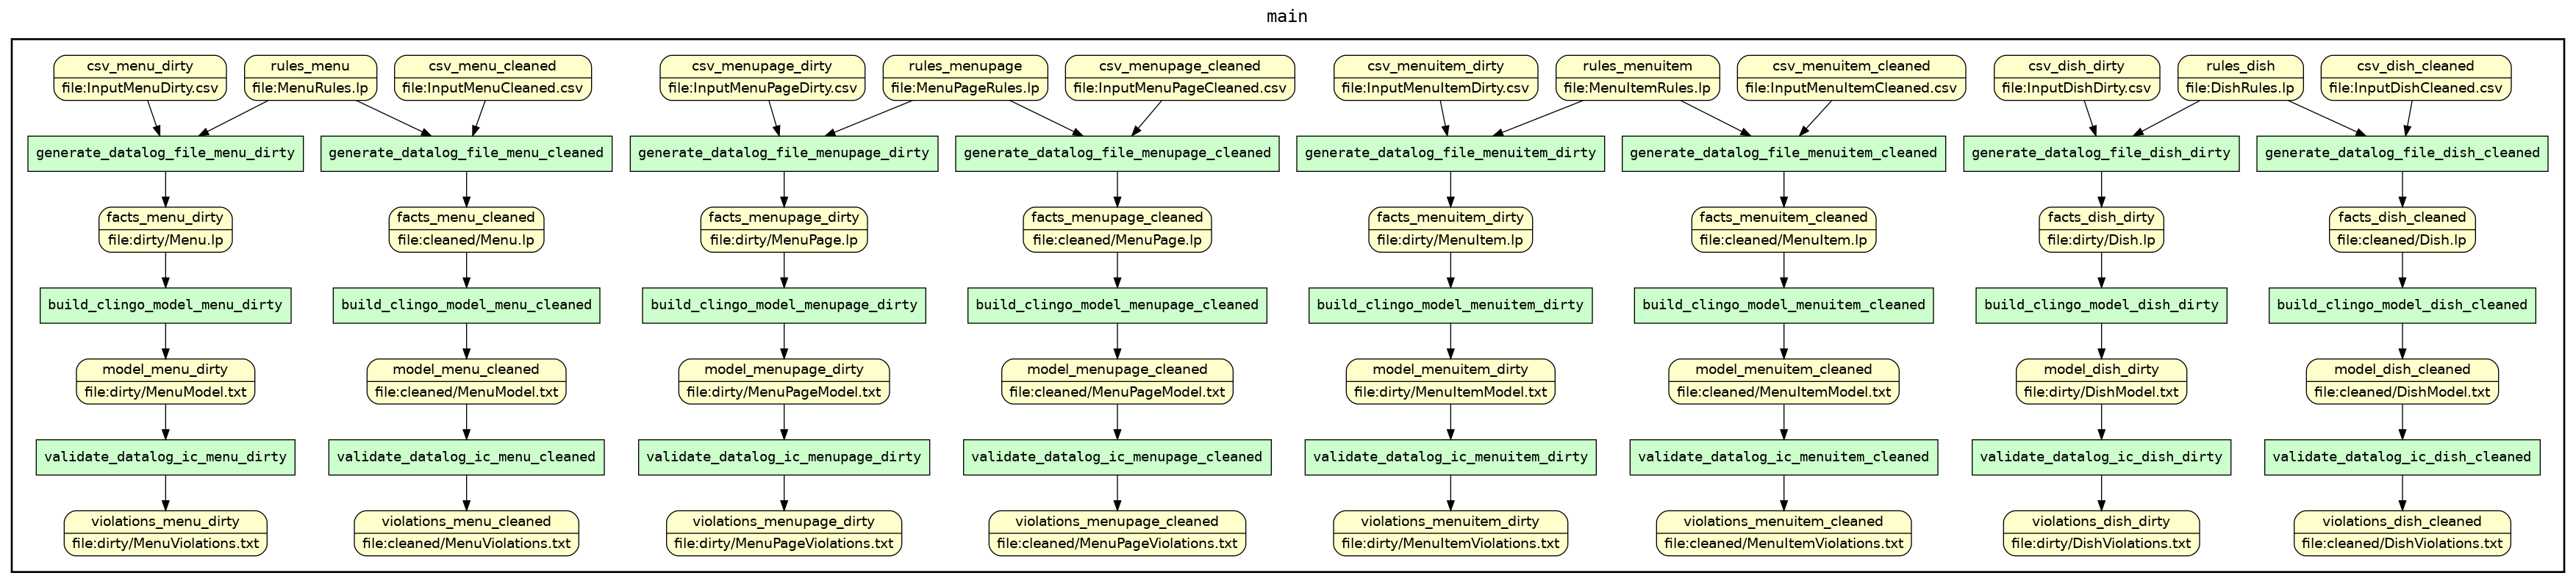 main
csv_menu_dirty
file:InputMenuDirty.csv
rules_menu
file:MenuRules.lp
csv_menu_cleaned
file:InputMenuCleaned.csv
csv_menupage_dirty
file:InputMenuPageDirty.csv
rules_menupage
file:MenuPageRules.lp
csv_menupage_cleaned
file:InputMenuPageCleaned.csv
csv_menuitem_dirty
file:InputMenuItemDirty.csv
rules_menuitem
file:MenuItemRules.lp
csv_menuitem_cleaned
file:InputMenuItemCleaned.csv
csv_dish_dirty
file:InputDishDirty.csv
rules_dish
file:DishRules.lp
csv_dish_cleaned
file:InputDishCleaned.csv
generate_datalog_file_menu_dirty
generate_datalog_file_menu_cleaned
generate_datalog_file_menupage_dirty
generate_datalog_file_menupage_cleaned
generate_datalog_file_menuitem_dirty
generate_datalog_file_menuitem_cleaned
generate_datalog_file_dish_dirty
generate_datalog_file_dish_cleaned
facts_menu_dirty
file:dirty/Menu.lp
facts_menu_cleaned
file:cleaned/Menu.lp
facts_menupage_dirty
file:dirty/MenuPage.lp
facts_menupage_cleaned
file:cleaned/MenuPage.lp
facts_menuitem_dirty
file:dirty/MenuItem.lp
facts_menuitem_cleaned
file:cleaned/MenuItem.lp
facts_dish_dirty
file:dirty/Dish.lp
facts_dish_cleaned
file:cleaned/Dish.lp
build_clingo_model_menu_dirty
build_clingo_model_menu_cleaned
build_clingo_model_menupage_dirty
build_clingo_model_menupage_cleaned
build_clingo_model_menuitem_dirty
build_clingo_model_menuitem_cleaned
build_clingo_model_dish_dirty
build_clingo_model_dish_cleaned
model_menu_dirty
file:dirty/MenuModel.txt
model_menu_cleaned
file:cleaned/MenuModel.txt
model_menupage_dirty
file:dirty/MenuPageModel.txt
model_menupage_cleaned
file:cleaned/MenuPageModel.txt
model_menuitem_dirty
file:dirty/MenuItemModel.txt
model_menuitem_cleaned
file:cleaned/MenuItemModel.txt
model_dish_dirty
file:dirty/DishModel.txt
model_dish_cleaned
file:cleaned/DishModel.txt
validate_datalog_ic_menu_dirty
validate_datalog_ic_menu_cleaned
validate_datalog_ic_menupage_dirty
validate_datalog_ic_menupage_cleaned
validate_datalog_ic_menuitem_dirty
validate_datalog_ic_menuitem_cleaned
validate_datalog_ic_dish_dirty
validate_datalog_ic_dish_cleaned
violations_menu_dirty
file:dirty/MenuViolations.txt
violations_menu_cleaned
file:cleaned/MenuViolations.txt
violations_menupage_dirty
file:dirty/MenuPageViolations.txt
violations_menupage_cleaned
file:cleaned/MenuPageViolations.txt
violations_menuitem_dirty
file:dirty/MenuItemViolations.txt
violations_menuitem_cleaned
file:cleaned/MenuItemViolations.txt
violations_dish_dirty
file:dirty/DishViolations.txt
violations_dish_cleaned
file:cleaned/DishViolations.txt